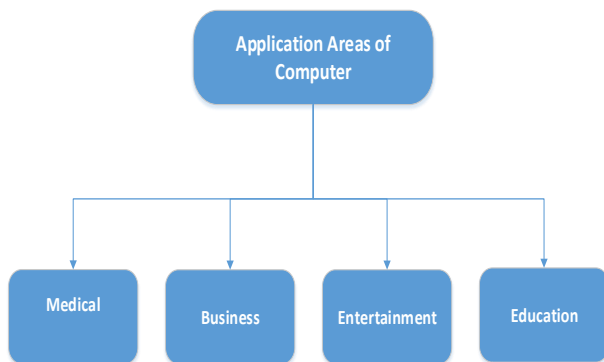 Application Areas of
Computer
Medical
Business
Entertainment
Education